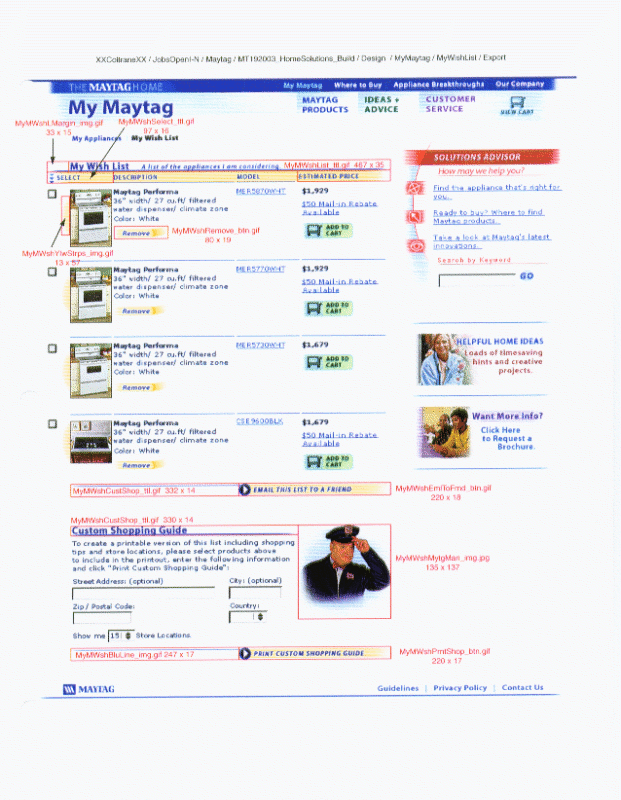 XXColtraneXX / JobsOpenI-N / Maytag / MT192003_HomeSolutions_Build / Design / MyMaytag / MyWishList / Export
THE MAYTAG HOME
My Maytag Where to Buy Appliance Breakthroughs Our Company
My Maytag
MAYTAG PRODUCTS
IDEAS + ADVICE
CUSTOMER SERVICE
VIEW CART
MyMWshSelect_ttl.gif
97 x 16
MyMWshLMargin_img.gif
33 x 15
My Appliances My Wish List
My Wish List A list of the appliances I am considering. MyMWshList_ttl.gif 467 x 35
SELECT DESCRIPTION MODEL ESTIMATED PRICE
Maytag Performa MER5870WHT $1,929
36" width/ 27 cu.ft/ filtered
water dispenser/ climate zone
Color: White
$50 Mail-in Rebate
Available
Remove
ADD TO CART
MyMWshRemove_btn.gif
80 x 19
MyMWshYlwStrps_img.gif
13 x 57
Maytag Performa MER5770WHT $1,929
36" width/ 27 cu.ft/ filtered
water dispenser/ climate zone
Color: White
$50 Mail-in Rebate
Available
Remove
ADD TO CART
Maytag Performa MER5730WHT $1,679
36" width/ 27 cu.ft/ filtered
water dispenser/ climate zone
Color: White
Remove
ADD TO CART
Maytag Performa CSE9600BLK $1,679
36" width/ 27 cu.ft/ filtered
water dispenser/ climate zone
Color: White
$50 Mail-in Rebate
Available
Remove
ADD TO CART
SOLUTIONS ADVISOR
How may we help you?
Find the appliance that's right for
you.
Ready to buy? Where to find
Maytag products.
Take a look at Maytag's latest
innovations.
Search by Keyword
GO
HELPFUL HOME IDEAS
Loads of timesaving
hints and creative
projects.
Want More Info?
Click Here
to Request a
Brochure.
MyMWshCustShop_ttl.gif 332 x 14
EMAIL THIS LIST TO A FRIEND
MyMWshEmlToFrnd_btn.gif
220 x 18
MyMWshCustShop_ttl.gif 330 x 14
Custom Shopping Guide
To create a printable version of this list including shopping
tips and store locations, please select products above
to include in the printout, enter the following information
and click "Print Custom Shopping Guide":
Street Address: (optional) City: (optional)
Zip / Postal Code: Country:
Show me 15 Store Locations.
MyMWshMytgMan_img.jpg
135 x 137
MyMWshBluLine_img.gif 247 x 17
PRINT CUSTOM SHOPPING GUIDE
MyMWshPrntShop_btn.gif
220 x 17
MAYTAG
Guidelines | Privacy Policy | Contact Us